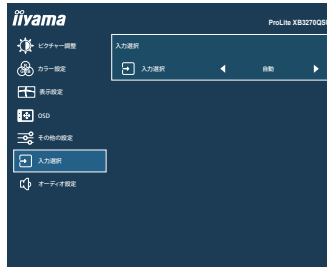 iiyama
ProLite XB3270QS
ピクチャー調整
カラー設定
表示設定
OSD
その他の設定
入力選択
オーディオ設定
入力選択
入力選択
自動